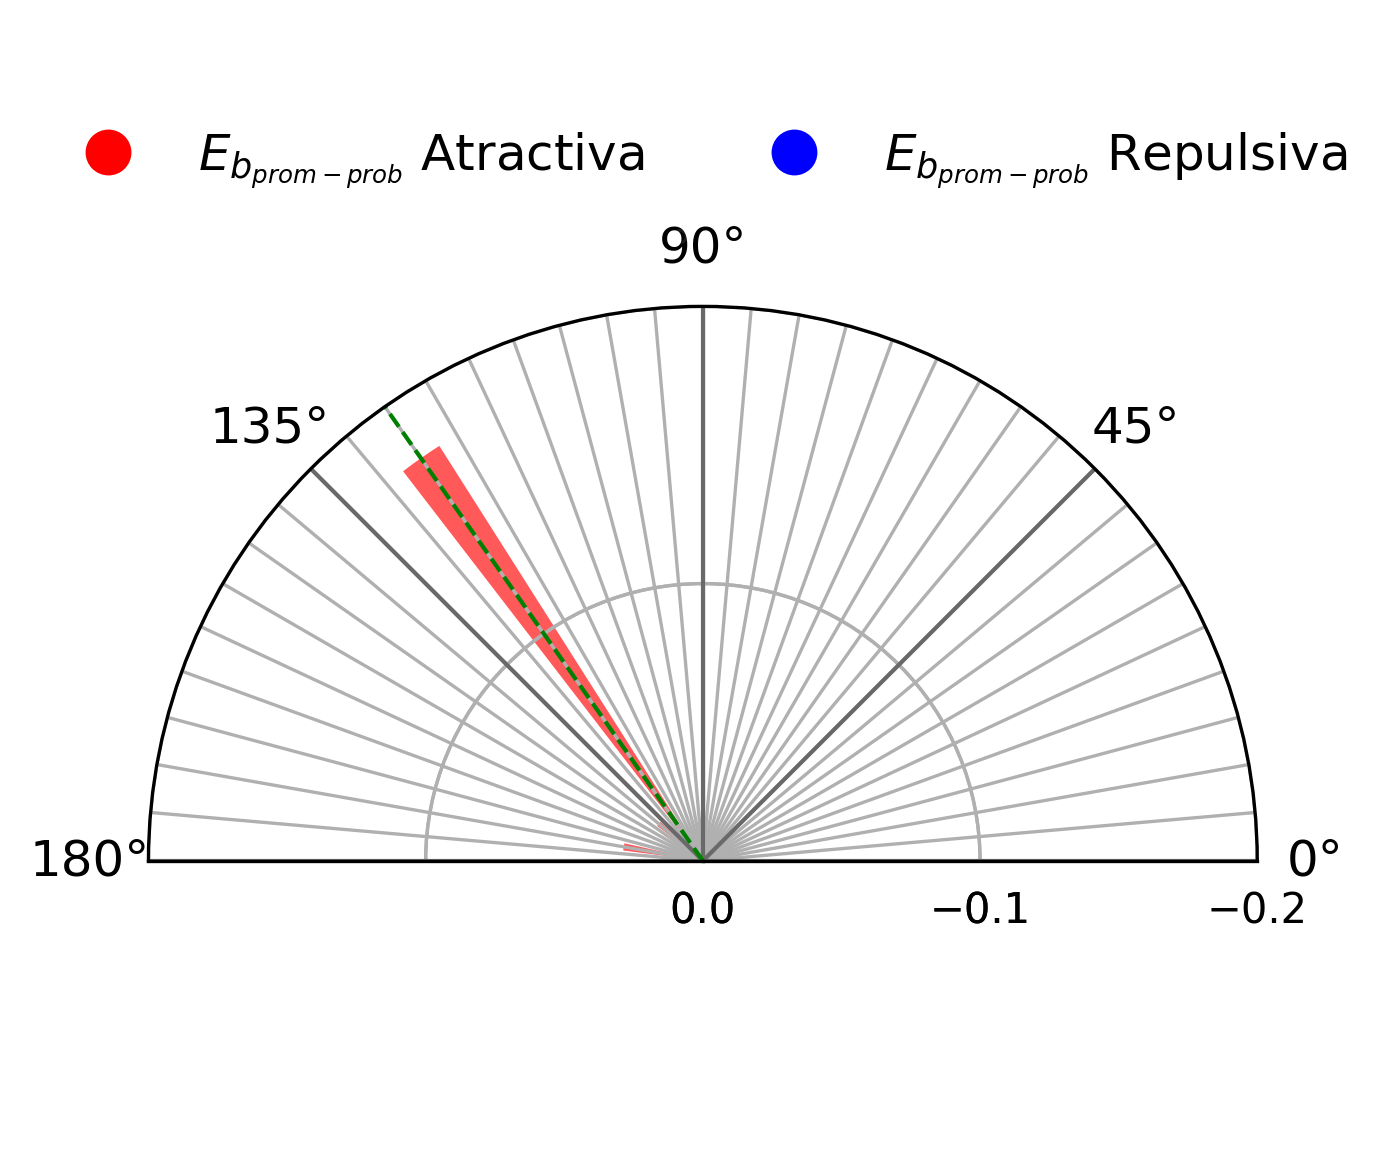 E_{b_{prom-prob}} Atractiva E_{b_{prom-prob}} Repulsiva
90°
135° 45°
180° 0°
0.0 −0.1 −0.2